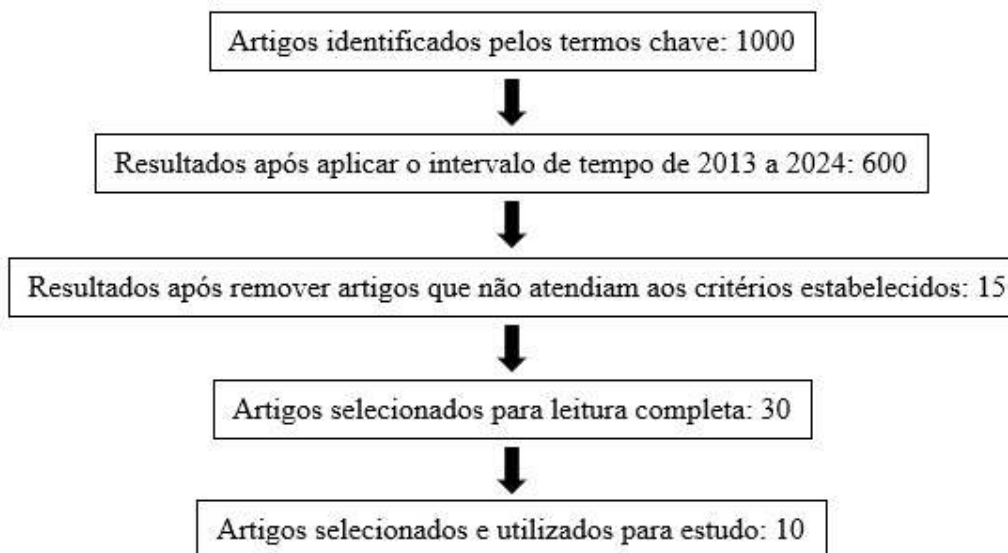 Artigos identificados pelos termos chave: 1000
Resultados após aplicar o intervalo de tempo de 2013 a 2024: 600
Resultados após remover artigos que não atendiam aos critérios estabelecidos: 15
Artigos selecionados para leitura completa: 30
Artigos selecionados e utilizados para estudo: 10